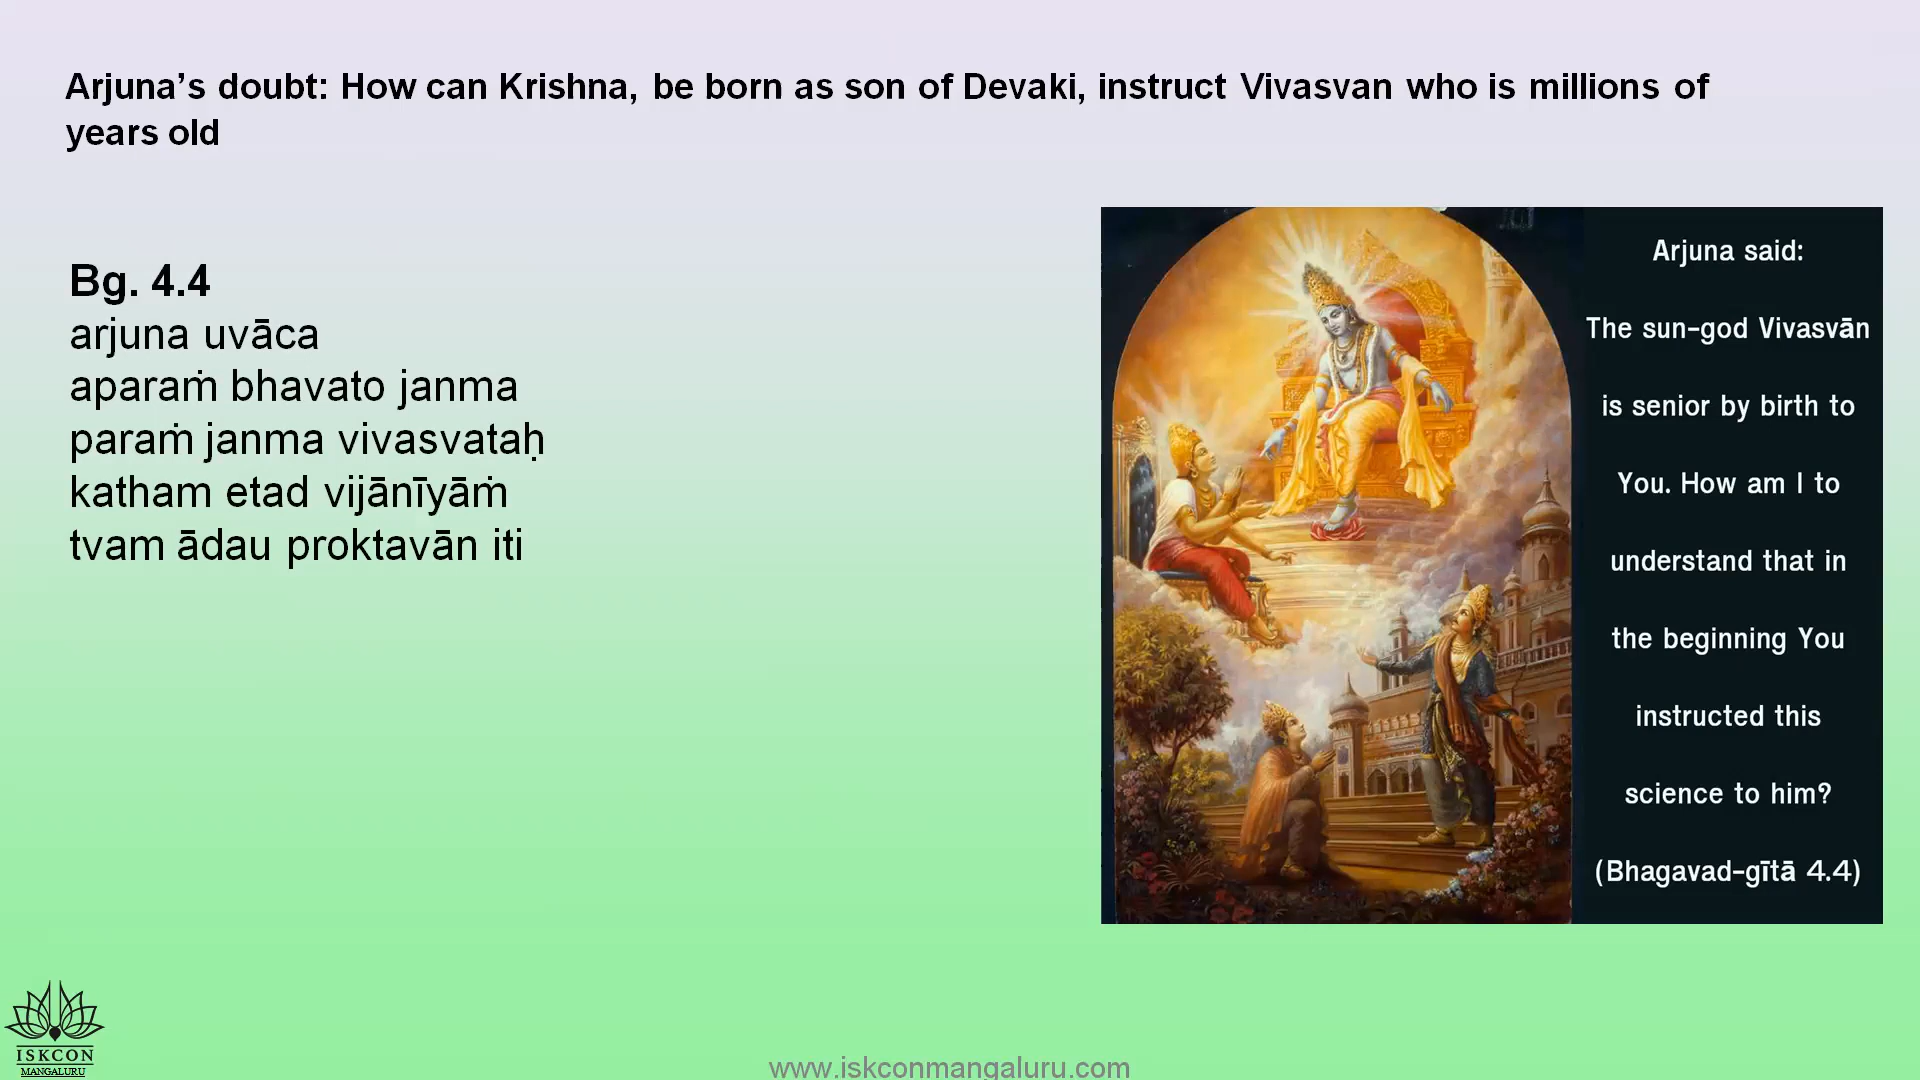 Arjuna’s doubt: How can Krishna, be born as son of Devaki, instruct Vivasvan who is millions of
years old
Bg. 4.4
arjuna uvāca
aparaṁ bhavato janma
paraṁ janma vivasvataḥ
katham etad vijānīyāṁ
tvam ādau proktavān iti
Arjuna said:
The sun-god Vivasvān
is senior by birth to
You. How am I to
understand that in
the beginning You
instructed this
science to him?
(Bhagavad-gītā 4.4)
ISKCON
MANGALURU
www.iskconmangaluru.com